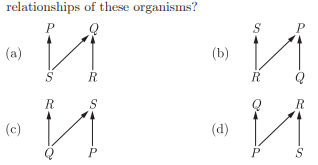 relationships of these organisms?
P Q S P
(a) (b)
S R R Q
R S Q R
(c) (d)
Q P P S